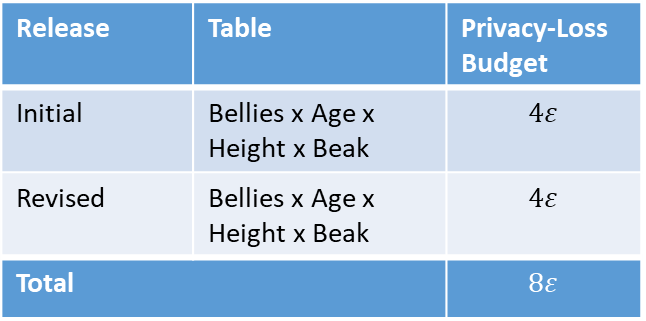 Release Table Privacy-Loss
Budget
Initial Bellies x Age x 4𝜀
Height x Beak
Revised Bellies x Age x 4𝜀
Height x Beak
Total 8𝜀